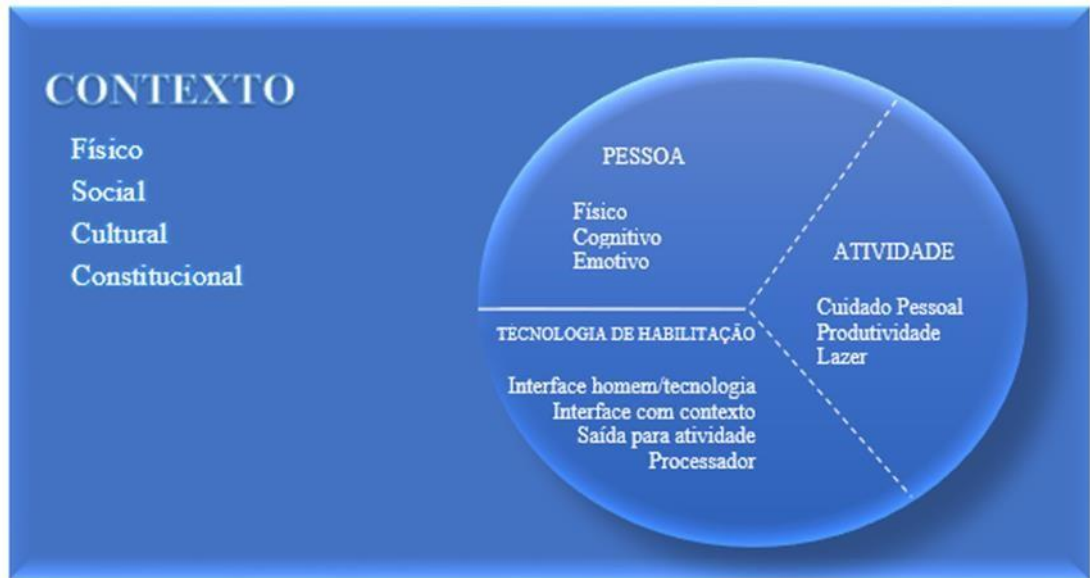 CONTEXTO
Físico
Social
Cultural
Constitucional
PESSOA
Físico
Cognitivo
Emotivo
ATIVIDADE
Cuidado Pessoal
Produtividade
Lazer
TECNOLOGIA DE HABILITAÇÃO
Interface homem/tecnologia
Interface com contexto
Saída para atividade
Processador